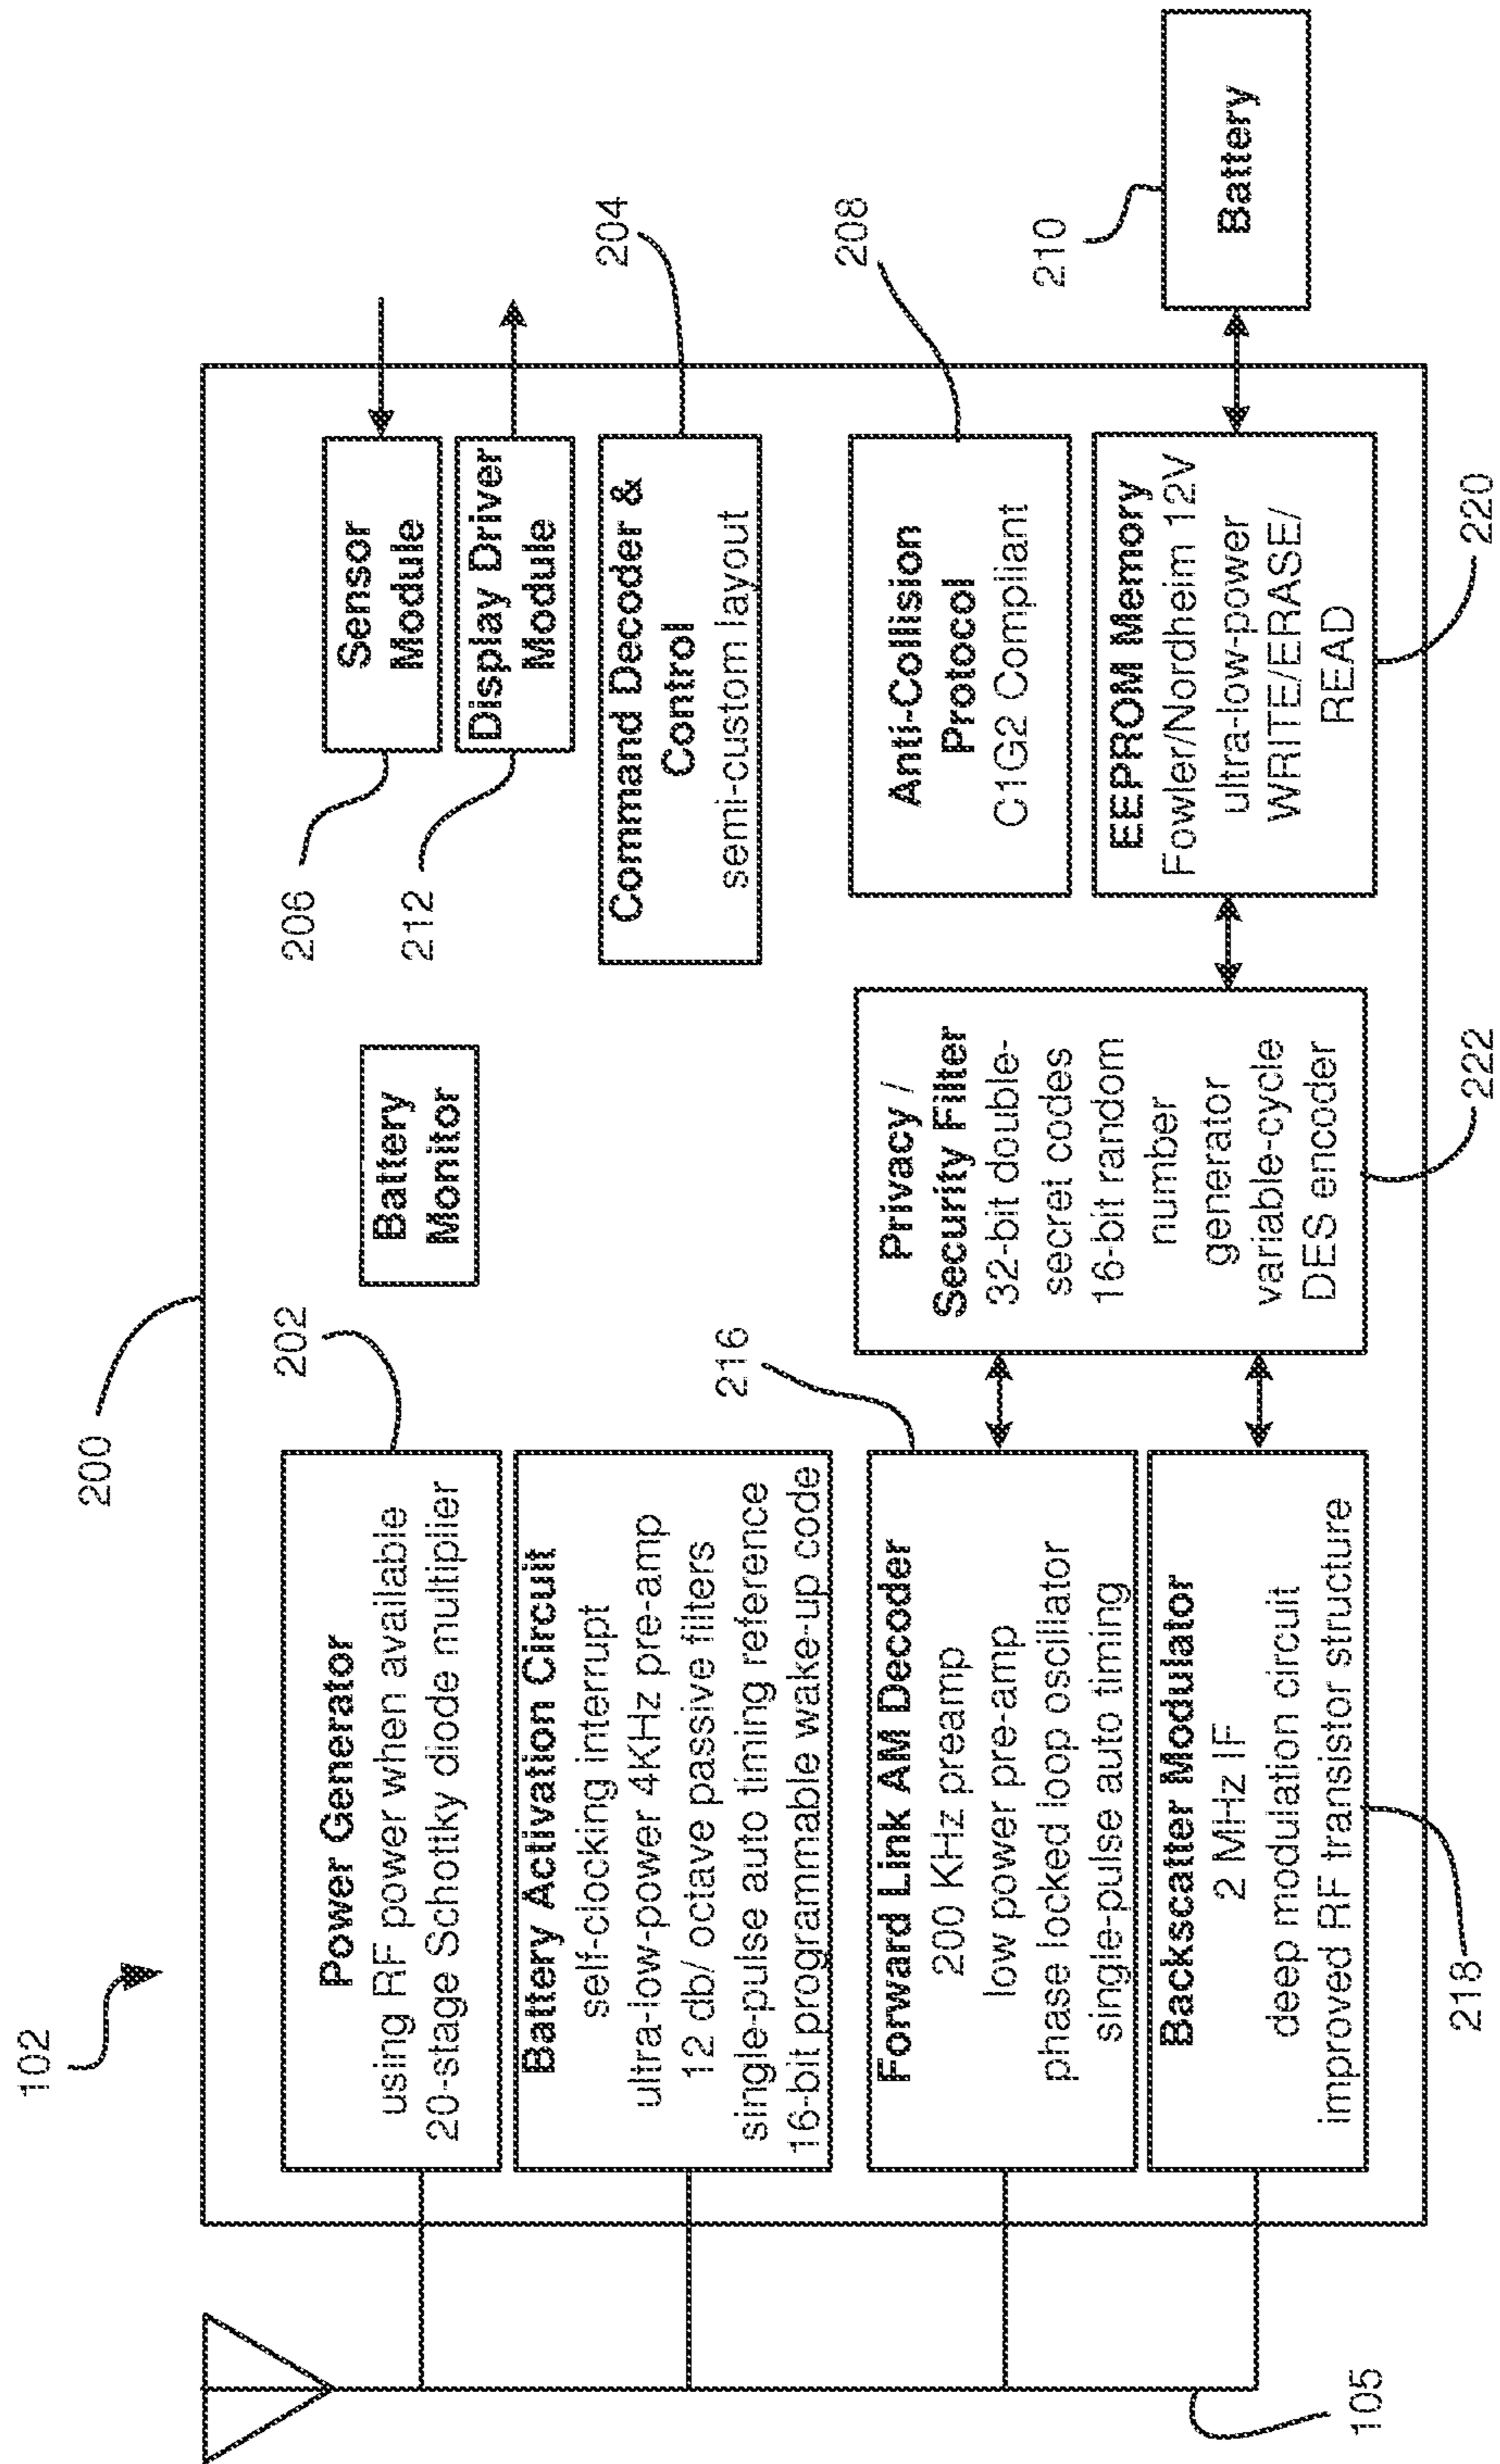 102
200
Power Generator
using RF power when available
20-stage Schottky diode multiplier
202
Battery
Monitor
Sensor
Module
206
Display Driver
Module
212
Battery Activation Circuit
self-clocking interrupt
ultra-low-power 4KHz pre-amp
12 db/ octave passive filters
single-pulse auto timing reference
16-bit programmable wake-up code
Command Decoder &
Control
semi-custom layout
204
216
Forward Link AM Decoder
200 KHz preamp
low power pre-amp
phase locked loop oscillator
single-pulse auto timing
Privacy /
Security Filter
32-bit double-
secret codes
16-bit random
number
generator
variable-cycle
DES encoder
222
Anti-Collision
Protocol
C1G2 Compliant
208
Backscatter Modulator
2 MHz IF
deep modulation circuit
improved RF transistor structure
218
EEPROM Memory
Fowler/Nordheim 12V
ultra-low-power
WRITE/ERASE/
READ
220
210
Battery
105